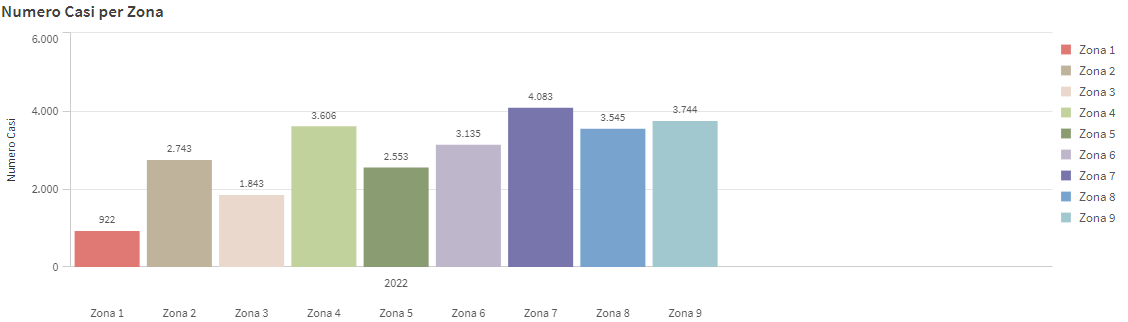 Numero Casi per Zona
Numero Casi
6.000
4.000
2.000
0
922
2.743
1.843
3.606
2.553
3.135
4.083
3.545
3.744
2022
Zona 1 Zona 2 Zona 3 Zona 4 Zona 5 Zona 6 Zona 7 Zona 8 Zona 9
Zona 1
Zona 2
Zona 3
Zona 4
Zona 5
Zona 6
Zona 7
Zona 8
Zona 9